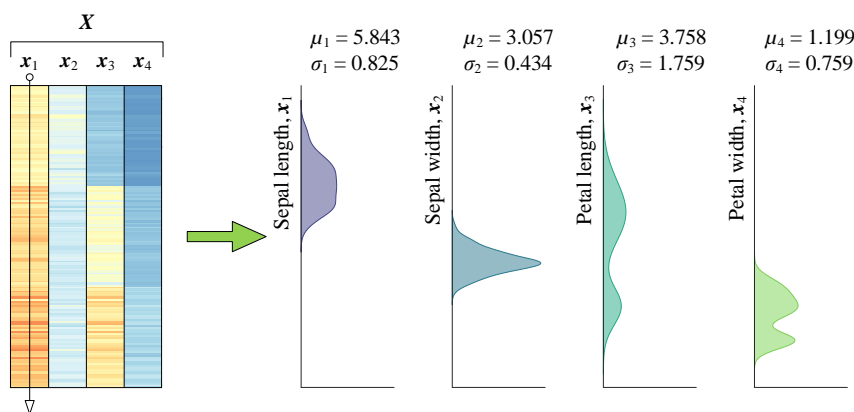 X
x₁ x₂ x₃ x₄
μ₁ = 5.843
σ₁ = 0.825
Sepal length, x₁
μ₂ = 3.057
σ₂ = 0.434
Sepal width, x₂
μ₃ = 3.758
σ₃ = 1.759
Petal length, x₃
μ₄ = 1.199
σ₄ = 0.759
Petal width, x₄